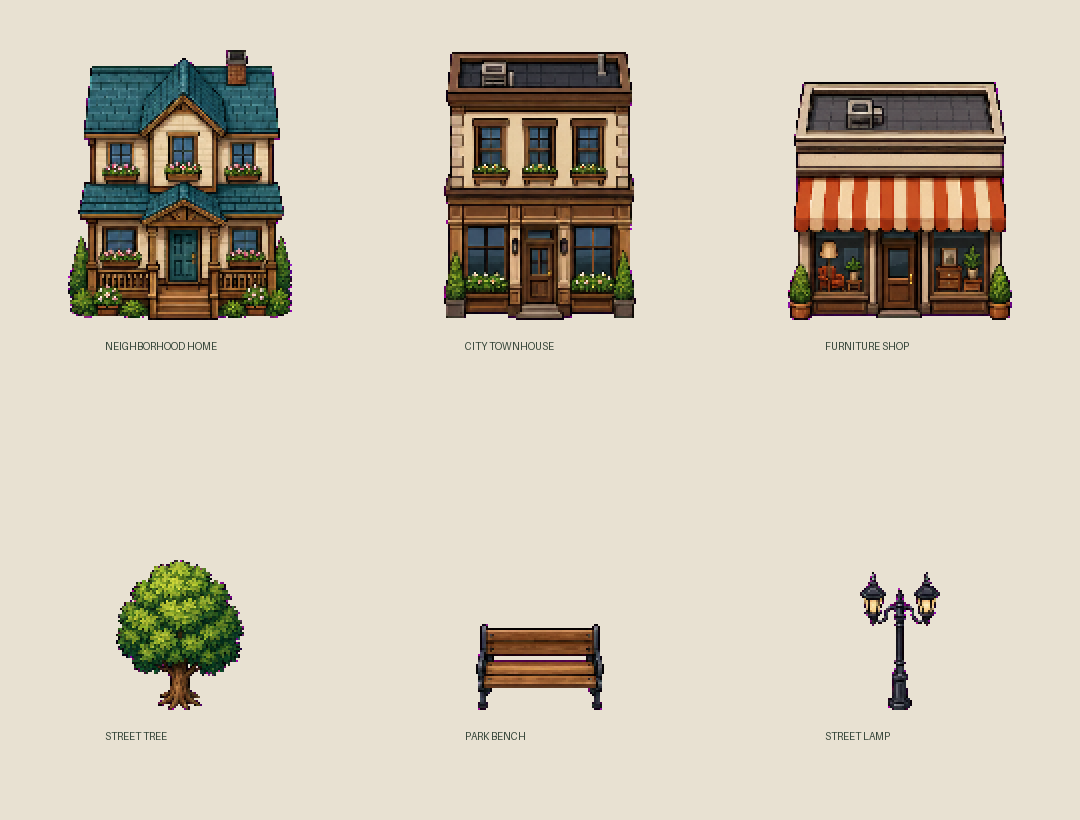 NEIGHBORHOOD HOME
CITY TOWNHOUSE
FURNITURE SHOP
STREET TREE
PARK BENCH
STREET LAMP